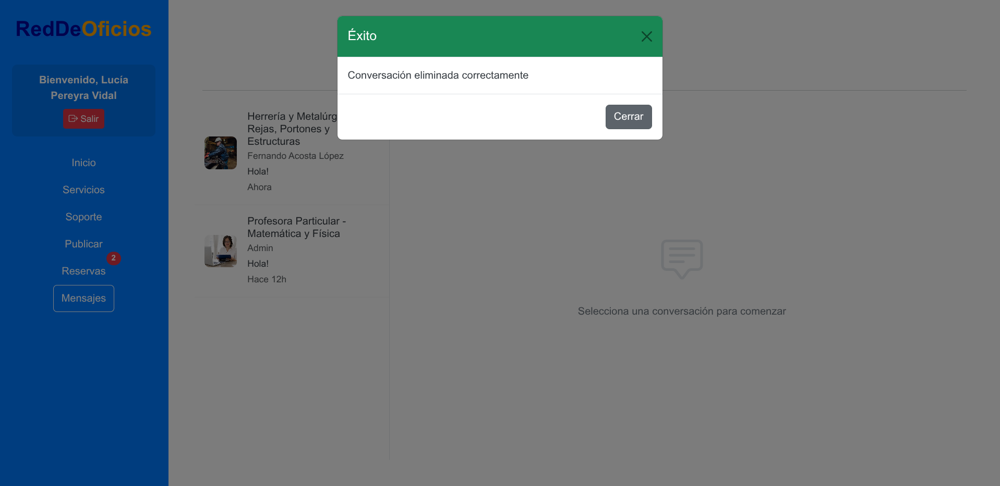 RedDeOficios
Bienvenido, Lucía
Pereyra Vidal
Salir
Inicio
Servicios
Soporte
Publicar
2
Reservas
Mensajes
Éxito
Conversación eliminada correctamente
Cerrar
Herrería y Metalúrg
Rejas, Portones y
Estructuras
Fernando Acosta López
Hola!
Ahora
Profesora Particular -
Matemática y Física
Admin
Hola!
Hace 12h
Selecciona una conversación para comenzar